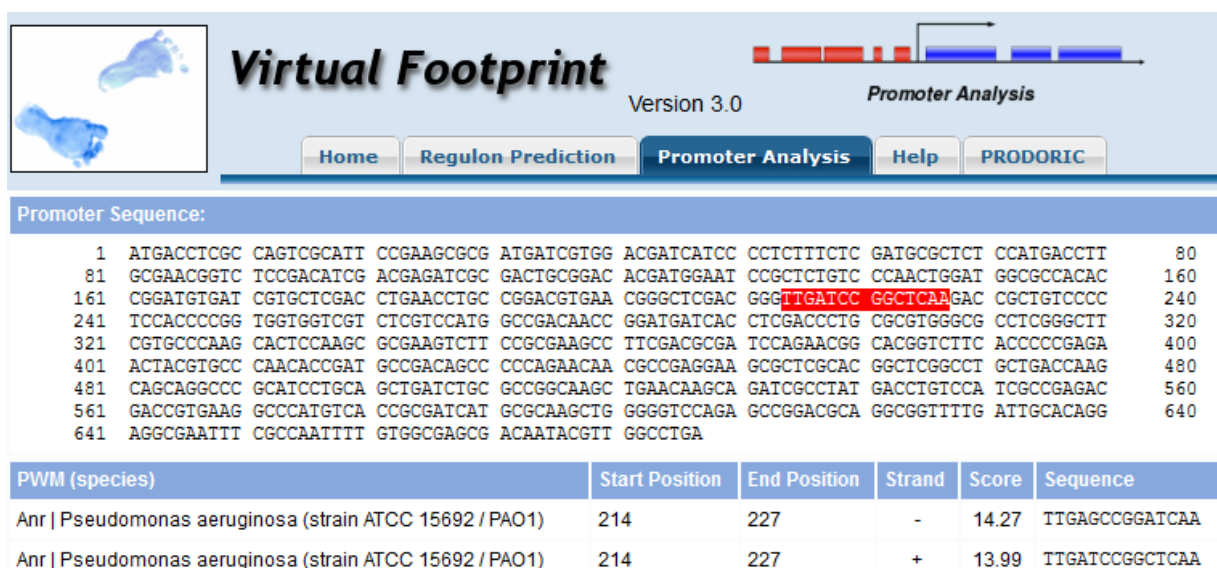 Virtual Footprint
Version 3.0
Promoter Analysis
Home Regulon Prediction Promoter Analysis Help PRODORIC
Promoter Sequence:
1 ATGACCTCGC CAGTCGCATT CCGAAGCGCG ATGATCGTGG ACGATCATCC CCTCTTTCTC GATGCGCTCT CCATGACCTT 80
81 GCGAACGGTC TCCGACATCG ACGAGATCGC GACTGCGGAC ACGATGGAAT CCGCTCTGTC CCAACTGGAT GGCGCCACAC 160
161 CGGATGTGAT CGTGCTCGAC CTGAACCTGC CGGACGTGAA CGGGCTCGAC GGGTTGATCC GGCTCAAGAC CGCTGTCCCC 240
241 TCCACCCCGG TGGTGGTCGT CTCGTCCATG GCCGACAACC GGATGATCAC CTCGACCCTG CGCGTGGGCG CCTCGGGCTT 320
321 CGTGCCCAAG CACTCCAAGC GCGAAGTCTT CCGCGAAGCC TTCGACGCGA TCCAGAACGG CACGGTCTTC ACCCCCGAGA 400
401 ACTACGTGCC CAACACCGAT GCCGACAGCC CCCAGAACAA CGCCGAGGAA GCGCTCGCAC GGCTCGGCCT GCTGACCAAG 480
481 CAGCAGGCCC GCATCCTGCA GCTGATCTGC GCCGGCAAGC TGAACAAGCA GATCGCCTAT GACCTGTCCA TCGCCGAGAC 560
561 GACCGTGAAG GCCCATGTCA CCGCGATCAT GCGCAAGCTG GGGGTCCAGA GCCGGACGCA GGCGGTTTTG ATTGCACAGG 640
641 AGGCGAATTT CGCCAATTTT GTGGCGAGCG ACAATACGTT GGCCTGA
PWM (species) Start Position End Position Strand Score Sequence
Anr | Pseudomonas aeruginosa (strain ATCC 15692 / PAO1) 214 227 - 14.27 TTGAGCCGGATCAA
Anr | Pseudomonas aeruginosa (strain ATCC 15692 / PAO1) 214 227 + 13.99 TTGATCCGGCTCAA